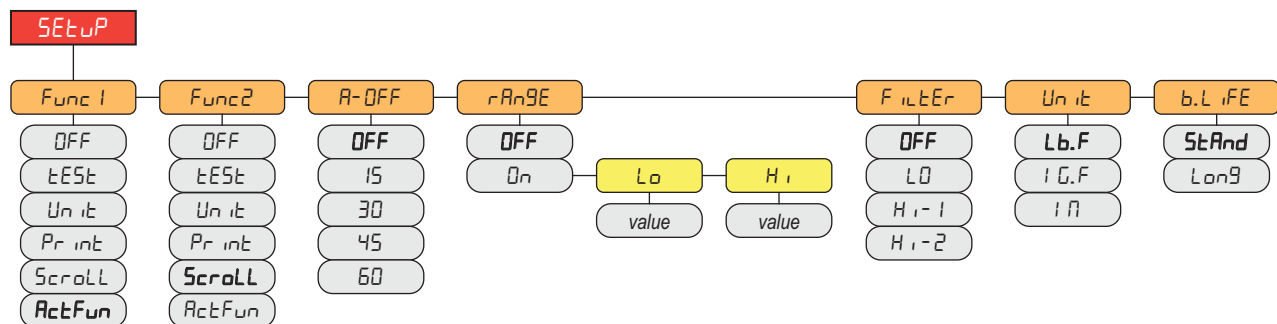 SEtuP
Func1 Func2 A-OFF rAngE FiLtEr Unit b.LiFE
OFF OFF OFF OFF OFF Lb.F StAnd
tESt tESt 15 On Lo Hi LO IG.F Long
Unit Unit 30 value value Hi-1 IN
Print Print 45 Hi-2
ScroLL ScroLL 60
ActFun ActFun